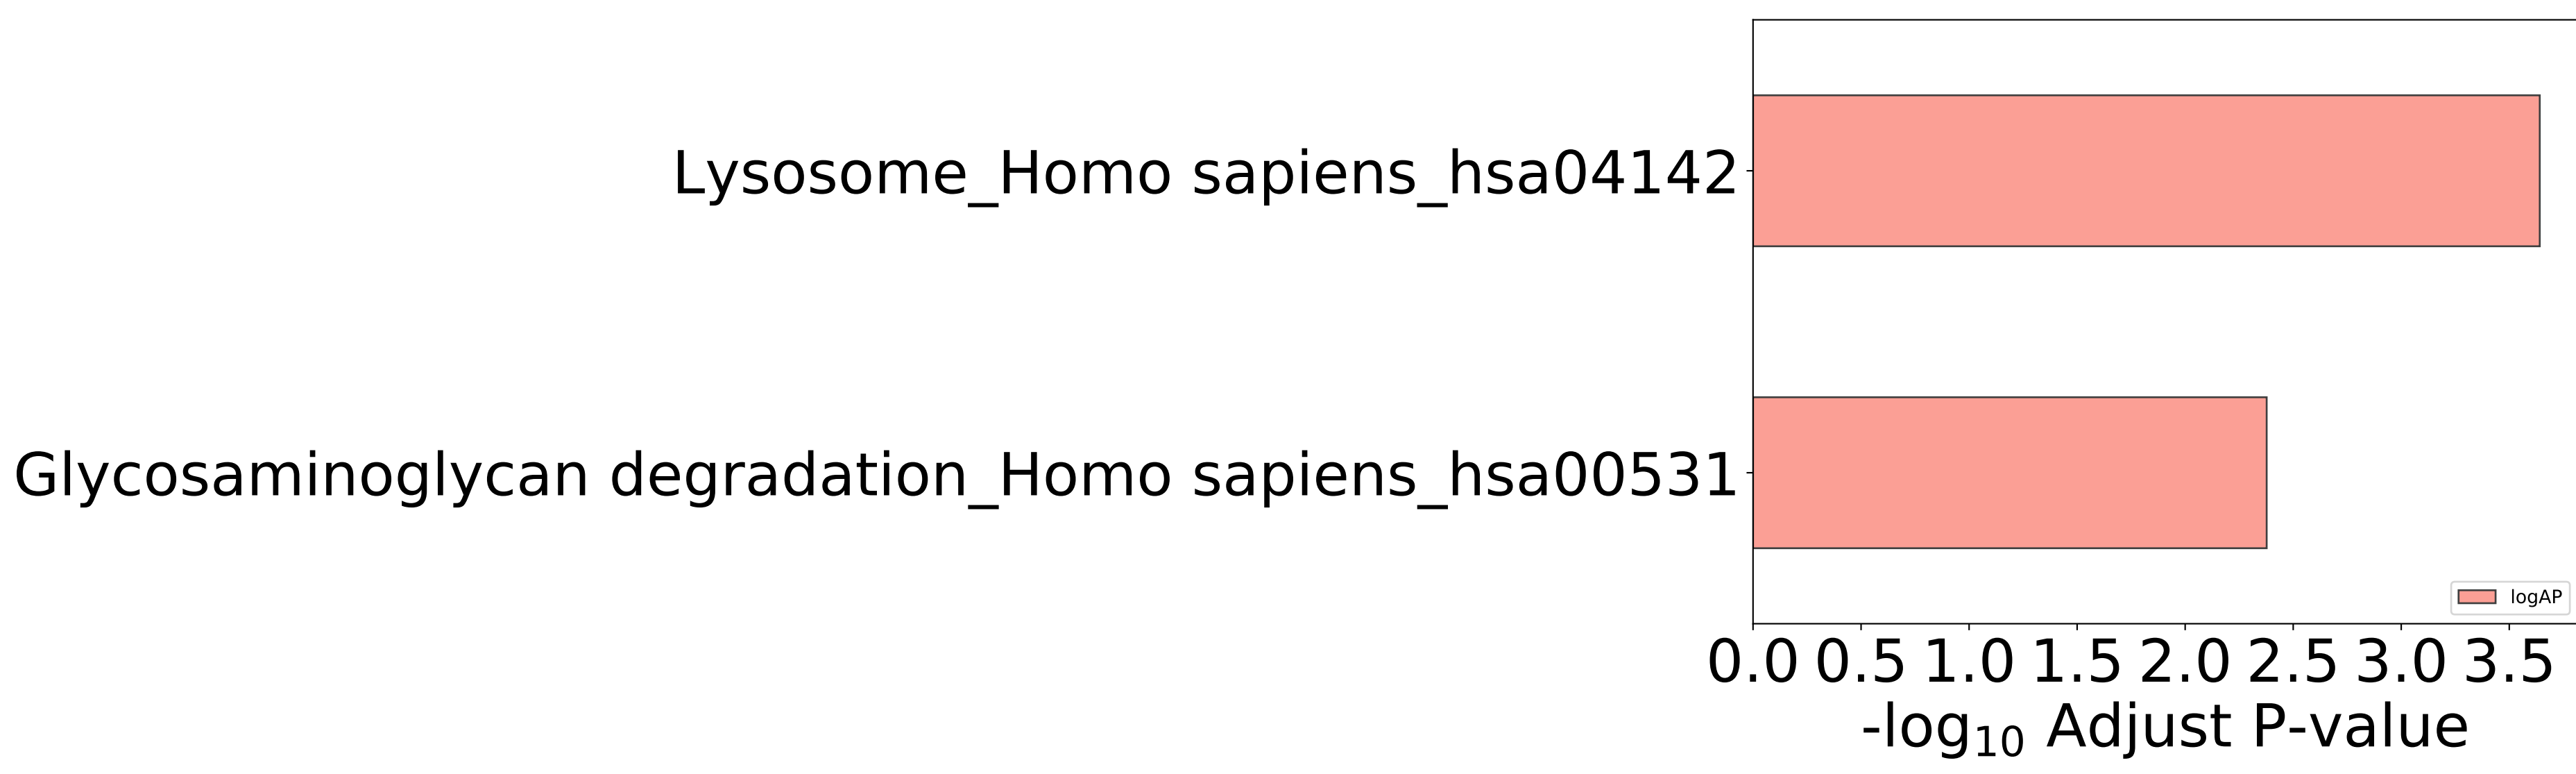 Lysosome_Homo sapiens_hsa04142
Glycosaminoglycan degradation_Homo sapiens_hsa00531
logAP
0.0 0.5 1.0 1.5 2.0 2.5 3.0 3.5
-log10 Adjust P-value